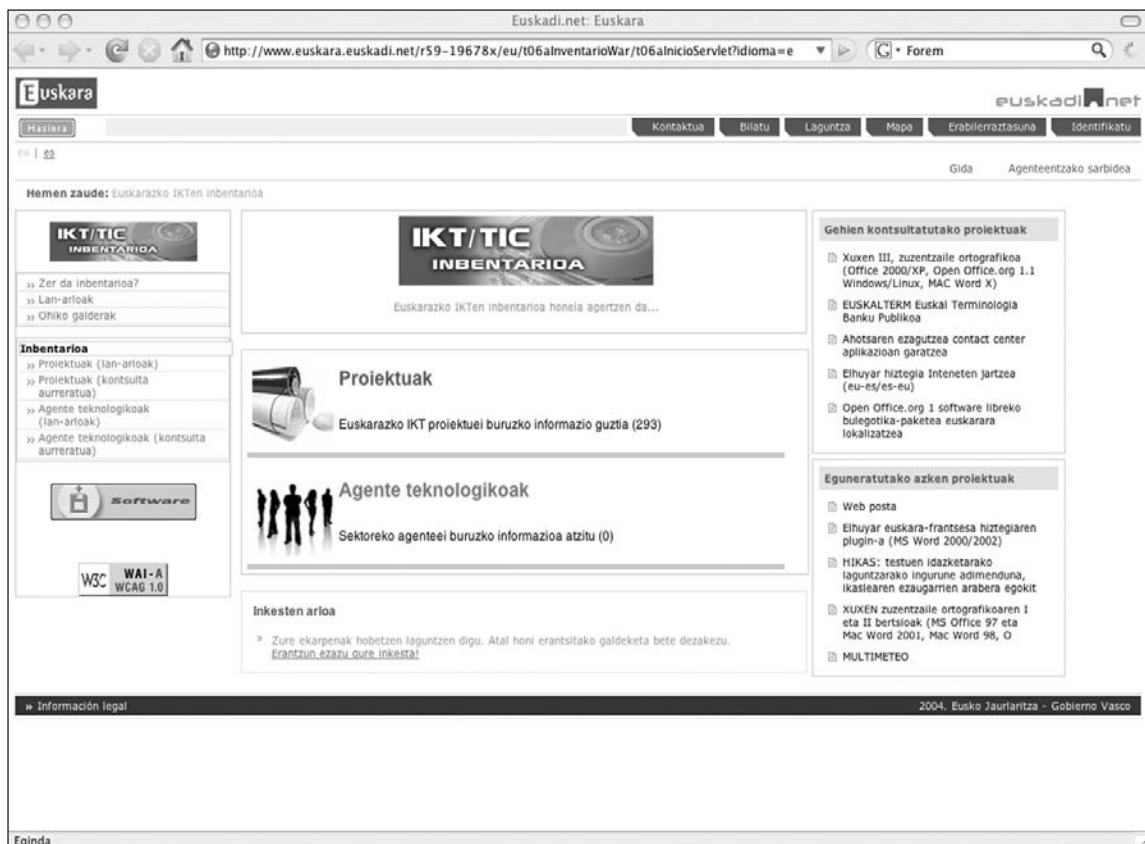 Euskadi.net: Euskara
http://www.euskara.euskadi.net/r59-19678x/eu/t06aInventarioWar/t06aInicioServlet?idioma=e
G Forem
Euskara
euskadi net
Hasiera
Kontaktua Bilatu Laguntza Mapa Erabilerraztasuna Identifikatu
eu | es
Gida Agenteentzako sarbidea
Hemen zaude: Euskarazko IKTen inbentarioa
IKT/TIC
INBENTARIOA
» Zer da inbentarioa?
» Lan-arloak
» Ohiko galderak
Inbentarioa
» Proiektuak (lan-arloak)
» Proiektuak (kontsulta
aurreratua)
» Agente teknologikoak
(lan-arloak)
» Agente teknologikoak (kontsulta
aurreratua)
Software
W3C WAI-A
WCAG 1.0
IKT/TIC
INBENTARIOA
Euskarazko IKTen inbentarioa honela agertzen da...
Proiektuak
Euskarazko IKT proiektuei buruzko informazio guztia (293)
Agente teknologikoak
Sektoreko agenteei buruzko informazioa atzitu (0)
Inkesten arloa
» Zure ekarpenak hobetzen laguntzen digu. Atal honi erantsitako galdeketa bete dezakezu.
Erantzun ezazu gure inkesta!
Gehien kontsultatutako proiektuak
Xuxen III, zuzentzaile ortografikoa
(Office 2000/XP, Open Office.org 1.1
Windows/Linux, MAC Word X)
EUSKALTERM Euskal Terminologia
Banku Publikoa
Ahotsaren ezagutzea contact center
aplikazioan garatzea
Elhuyar hiztegia Inteneten jartzea
(eu-es/es-eu)
Open Office.org 1 software libreko
bulegotika-paketea euskarara
lokalizatzea
Eguneratutako azken proiektuak
Web posta
Elhuyar euskara-frantsesa hiztegiaren
plugin-a (MS Word 2000/2002)
HIKAS: testuen idazketarako
laguntzarako ingurune adimenduna,
ikaslearen ezaugarrien arabera egokit
XUXEN zuzentzaile ortografikoaren I
eta II bertsioak (MS Office 97 eta
Mac Word 2001, Mac Word 98, O
MULTIMETEO
» Información legal
2004. Eusko Jaurlaritza - Gobierno Vasco
Eginda